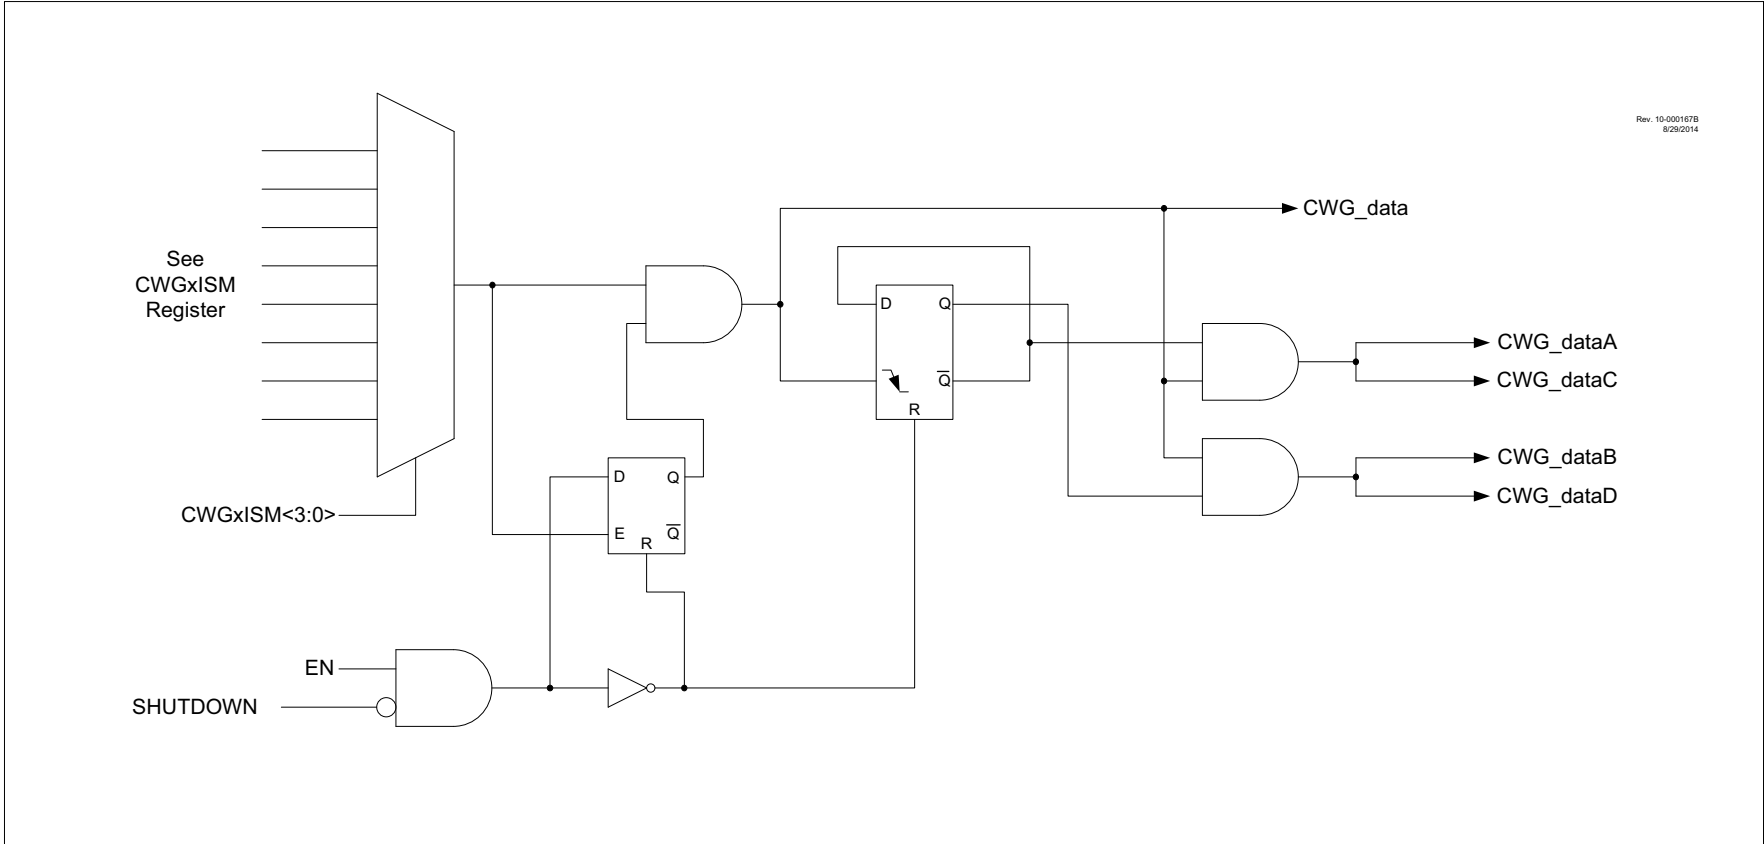 Rev. 10-000167B
8/29/2014
CWG_data
See
CWGxISM
Register
D
Q
Q
R
CWG_dataA
CWG_dataC
CWG_dataB
CWG_dataD
D
Q
E
Q
R
CWGxISM<3:0>
EN
SHUTDOWN